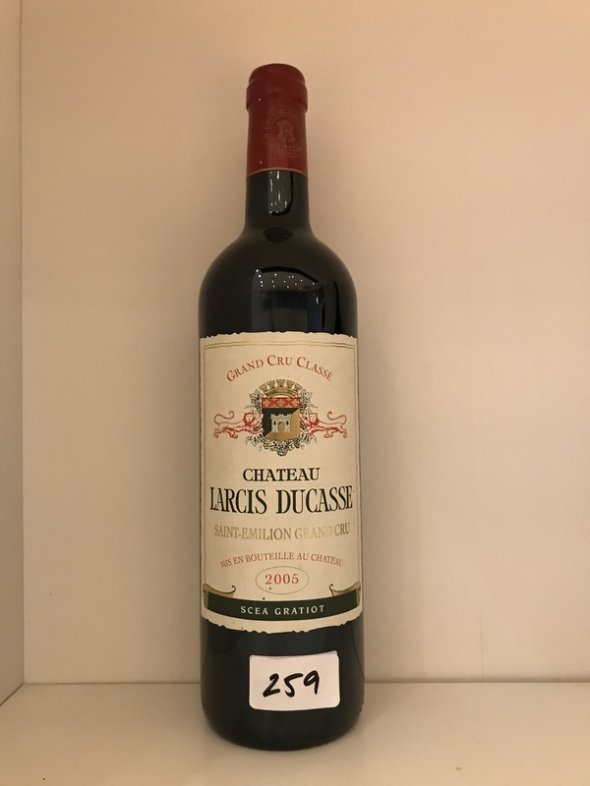 GRAND CRU CLASSE
CHATEAU
LARCIS DUCASSE
SAINT-EMILION GRAND CRU
MIS EN BOUTEILLE AU CHATEAU
2005
SCEA GRATIOT
259